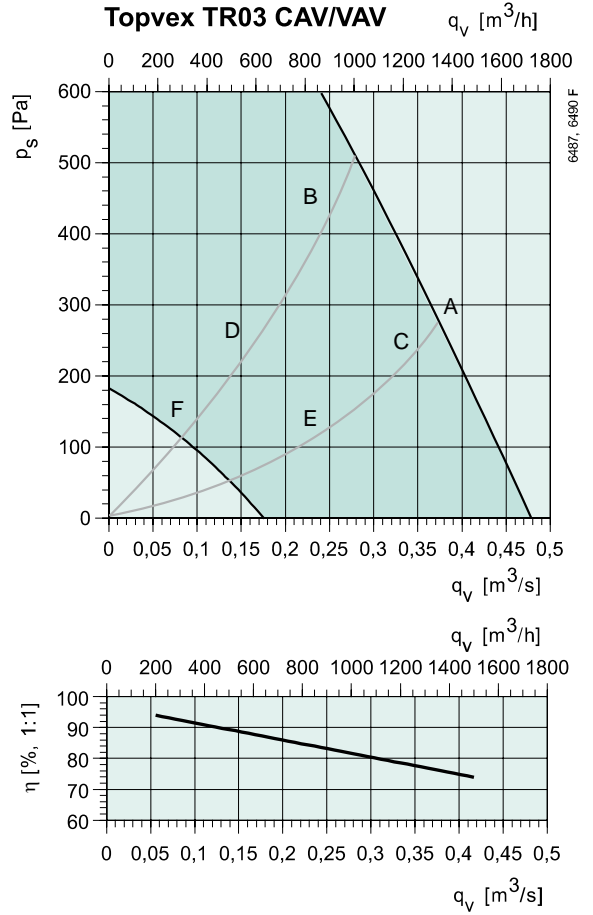 Topvex TR03 CAV/VAV
qv [m³/h]
0 200 400 600 800 1000 1200 1400 1600 1800
ps [Pa]
600
500
400
300
200
100
0
B
A
D
C
F
E
6487, 6490 F
0 0,05 0,1 0,15 0,2 0,25 0,3 0,35 0,4 0,45 0,5
qv [m³/s]
qv [m³/h]
0 200 400 600 800 1000 1200 1400 1600 1800
η [%, 1:1]
100
90
80
70
60
0 0,05 0,1 0,15 0,2 0,25 0,3 0,35 0,4 0,45 0,5
qv [m³/s]